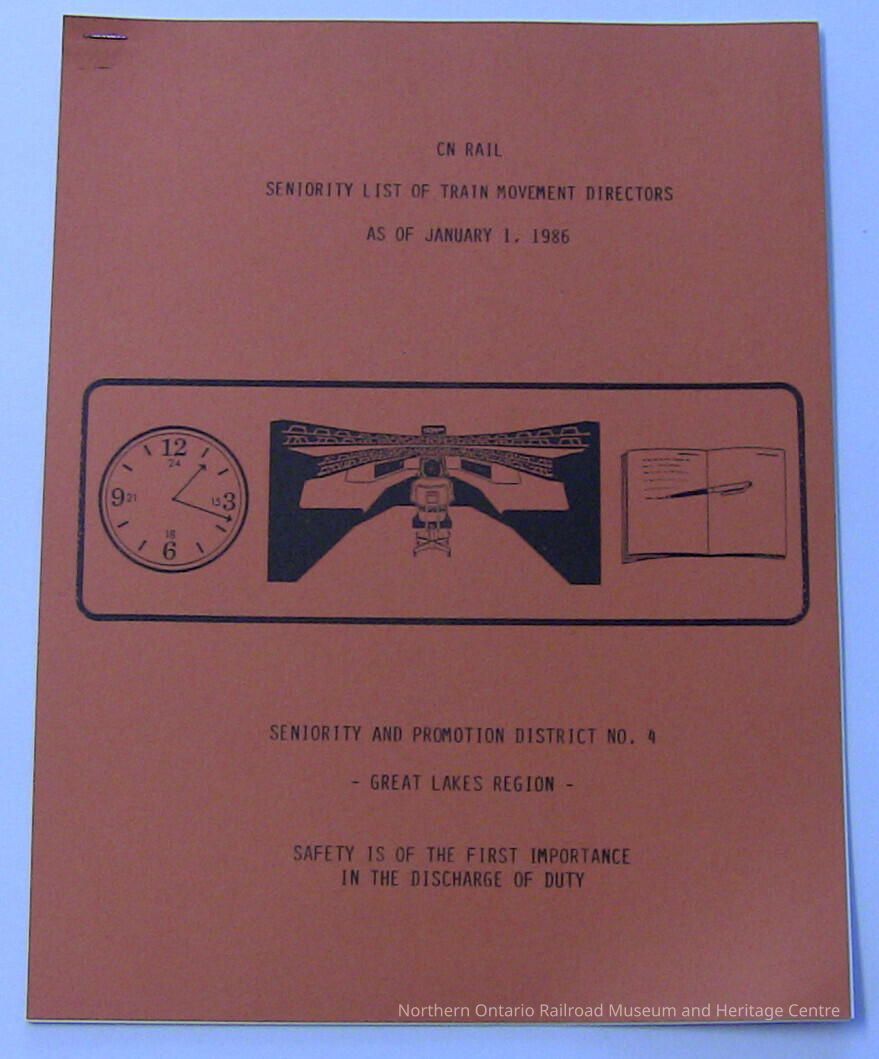 CN RAIL
SENIORITY LIST OF TRAIN MOVEMENT DIRECTORS
AS OF JANUARY 1, 1986
12
24
9 21
15 3
18
6
SENIORITY AND PROMOTION DISTRICT NO. 4
- GREAT LAKES REGION -
SAFETY IS OF THE FIRST IMPORTANCE
IN THE DISCHARGE OF DUTY
Northern Ontario Railroad Museum and Heritage Centre